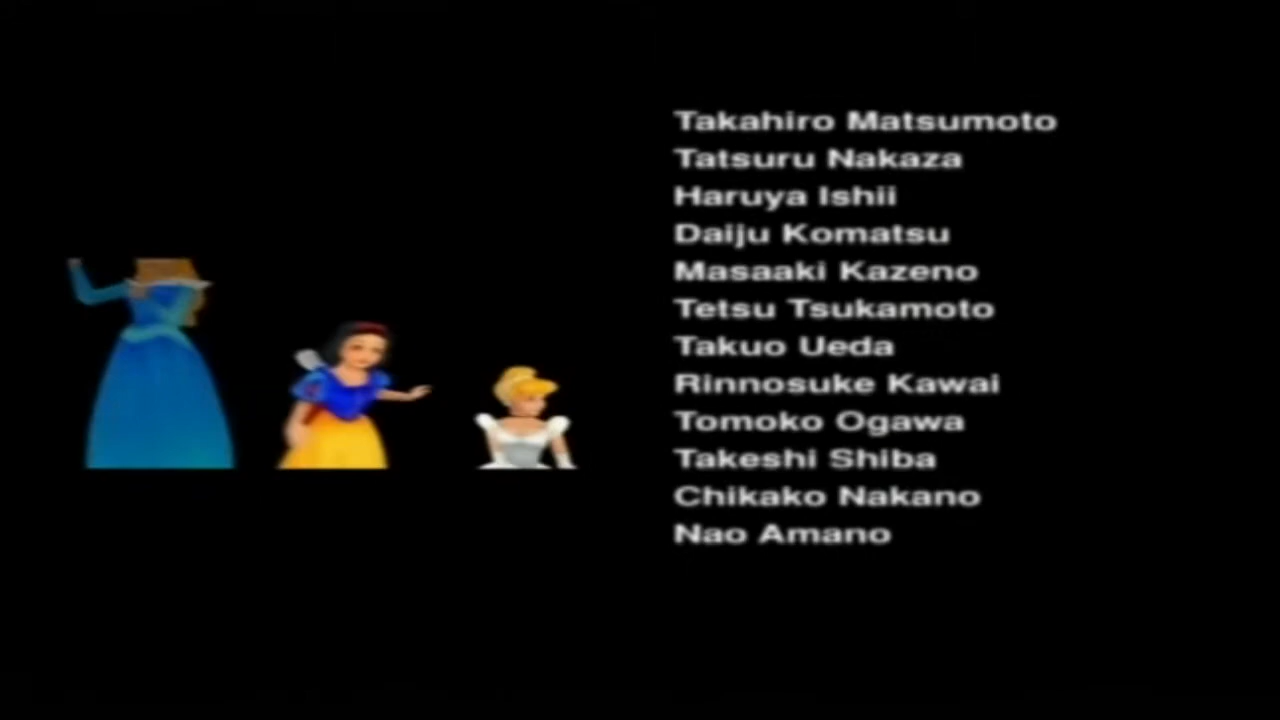 Takahiro Matsumoto
Tatsuru Nakaza
Haruya Ishii
Daiju Komatsu
Masaaki Kazeno
Tetsu Tsukamoto
Takuo Ueda
Rinnosuke Kawai
Tomoko Ogawa
Takeshi Shiba
Chikako Nakano
Nao Amano